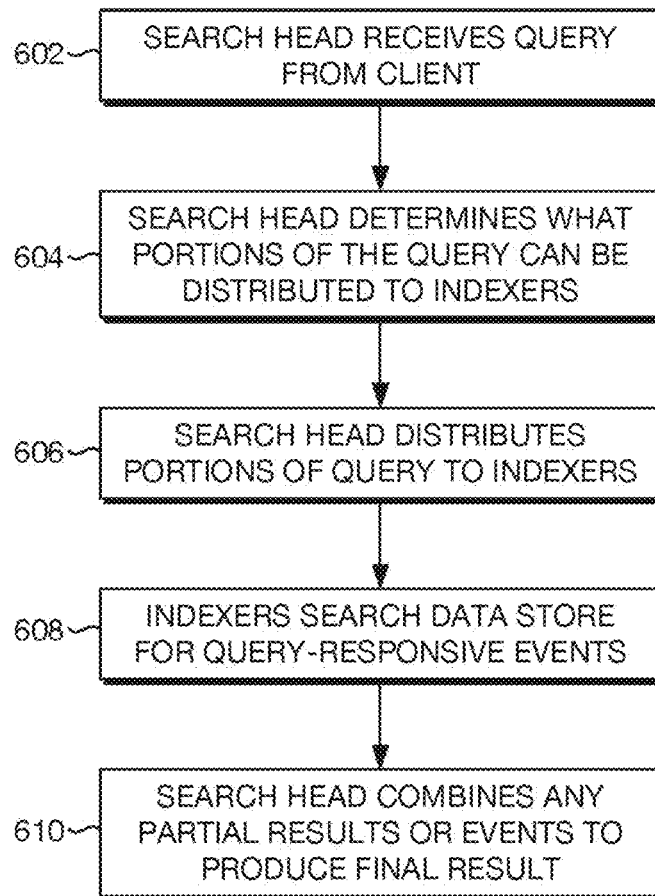 602
SEARCH HEAD RECEIVES QUERY
FROM CLIENT
604
SEARCH HEAD DETERMINES WHAT
PORTIONS OF THE QUERY CAN BE
DISTRIBUTED TO INDEXERS
606
SEARCH HEAD DISTRIBUTES
PORTIONS OF QUERY TO INDEXERS
608
INDEXERS SEARCH DATA STORE
FOR QUERY-RESPONSIVE EVENTS
610
SEARCH HEAD COMBINES ANY
PARTIAL RESULTS OR EVENTS TO
PRODUCE FINAL RESULT